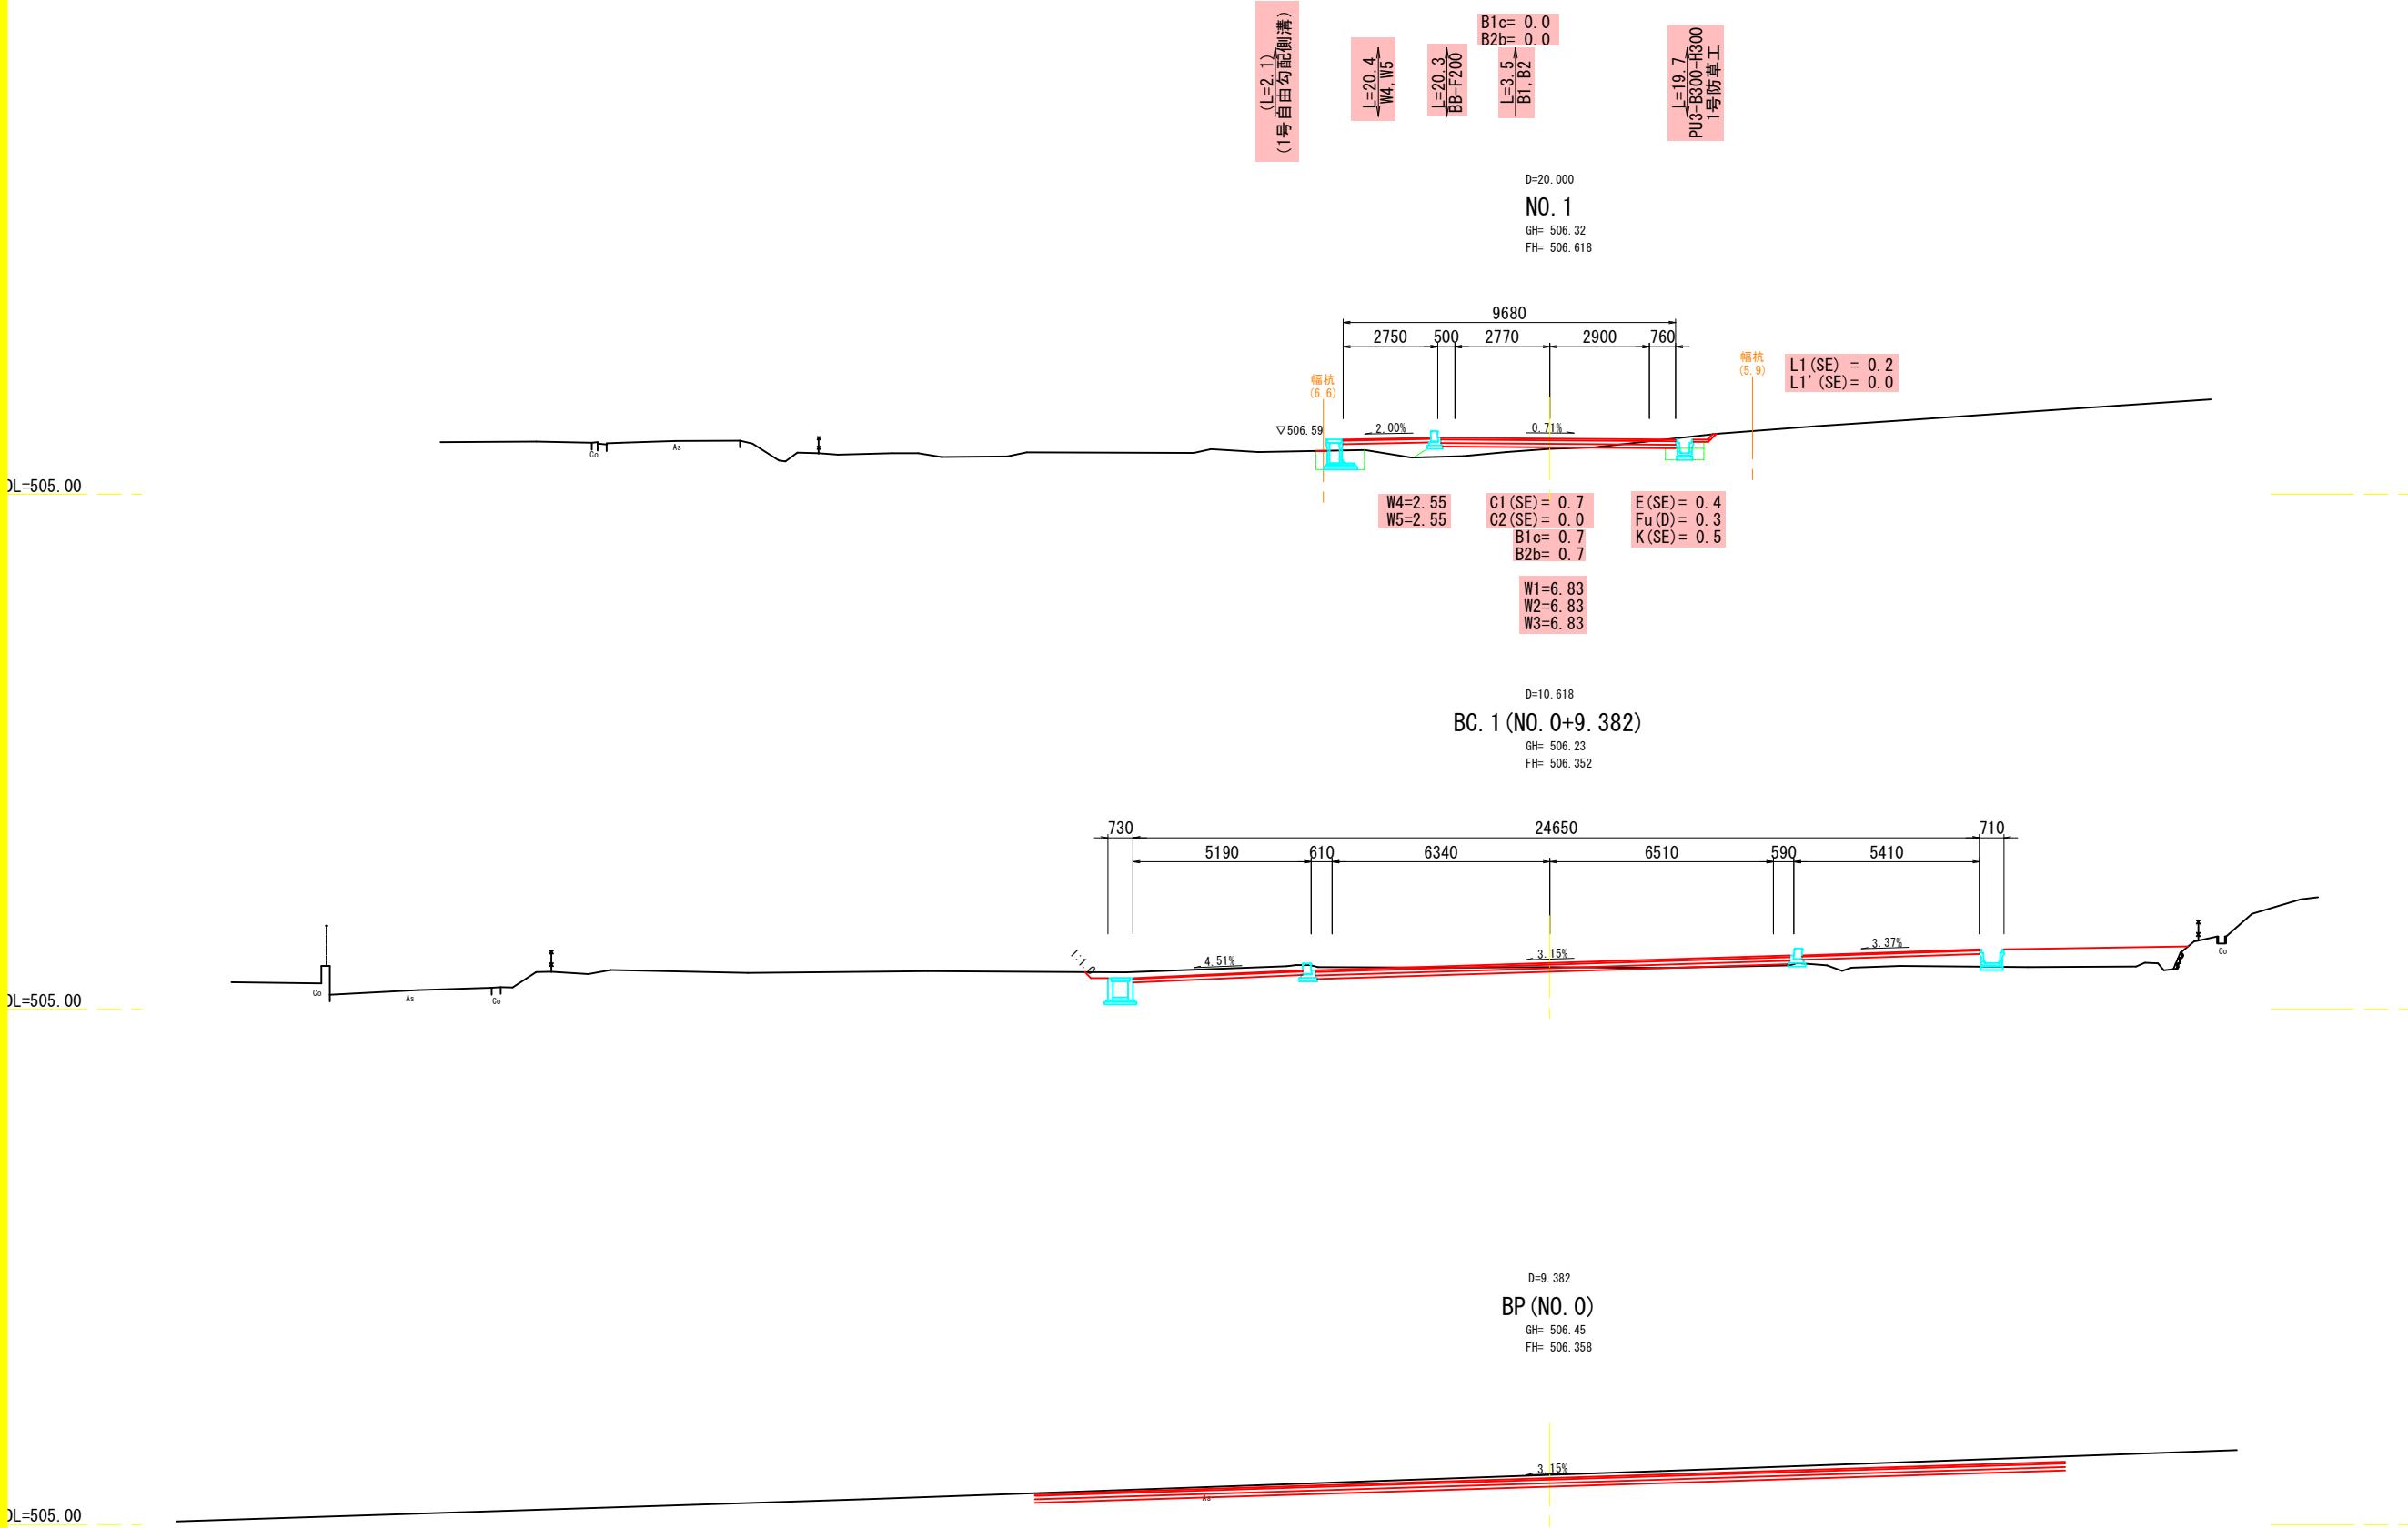 (L=2.1)
(1号自由勾配側溝)
L=20.4
W4,W5
L=20.3
BB-F200
B1c= 0.0
B2b= 0.0
L=3.5
B1,B2
L=19.7
PU3-B300-H300
1号防草工
D=20.000
NO.1
GH= 506.32
FH= 506.618
9680
2750 500 2770 2900 760
幅杭
(6.6)
幅杭
(5.9)
L1(SE) = 0.2
L1'(SE)= 0.0
▽506.59
2.00%
0.71%
Co
As
DL=505.00
W4=2.55
W5=2.55
C1(SE)= 0.7
C2(SE)= 0.0
B1c= 0.7
B2b= 0.7
E(SE)= 0.4
Fu(D)= 0.3
K(SE)= 0.5
W1=6.83
W2=6.83
W3=6.83
D=10.618
BC.1(NO.0+9.382)
GH= 506.23
FH= 506.352
730 24650 710
5190 610 6340 6510 590 5410
1:1.0
4.51%
3.15%
3.37%
Co
As
Co
Co
DL=505.00
D=9.382
BP(NO.0)
GH= 506.45
FH= 506.358
3.15%
As
DL=505.00